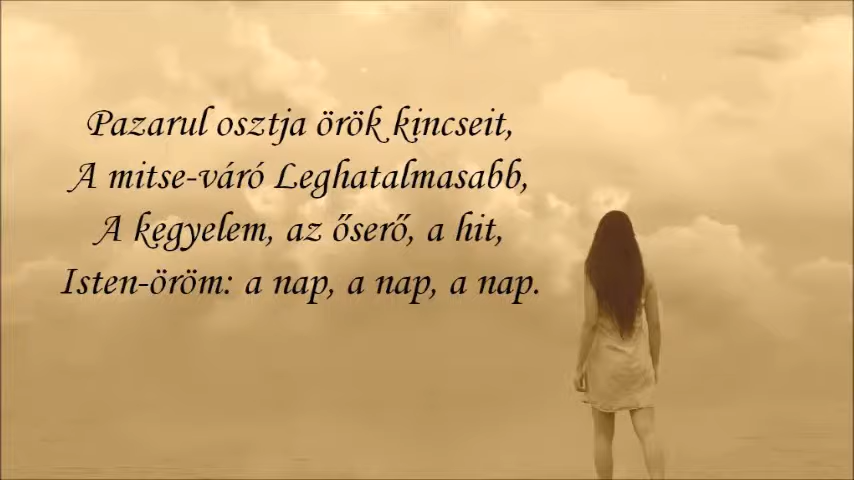 Pazarul osztja örök kincseit,
A mitse-váró Leghatalmasabb,
A kegyelem, az őserő, a hit,
Isten-öröm: a nap, a nap, a nap.